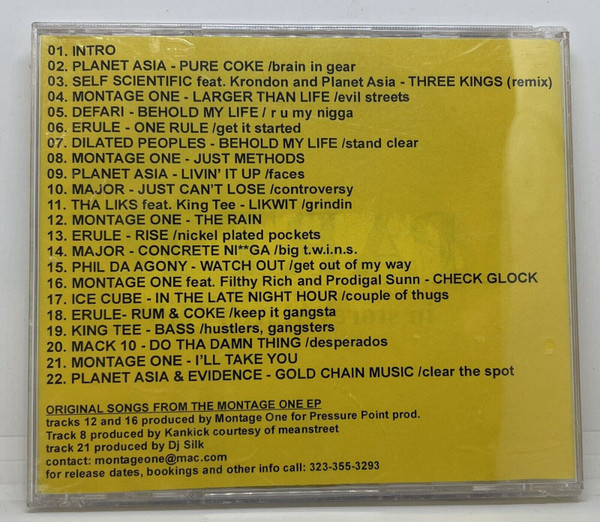 01. INTRO
02. PLANET ASIA - PURE COKE /brain in gear
03. SELF SCIENTIFIC feat. Krondon and Planet Asia - THREE KINGS (remix)
04. MONTAGE ONE - LARGER THAN LIFE /evil streets
05. DEFARI - BEHOLD MY LIFE / r u my nigga
06. ERULE - ONE RULE /get it started
07. DILATED PEOPLES - BEHOLD MY LIFE /stand clear
08. MONTAGE ONE - JUST METHODS
09. PLANET ASIA - LIVIN' IT UP /faces
10. MAJOR - JUST CAN'T LOSE /controversy
11. THA LIKS feat. King Tee - LIKWIT /grindin
12. MONTAGE ONE - THE RAIN
13. ERULE - RISE /nickel plated pockets
14. MAJOR - CONCRETE NI**GA /big t.w.i.n.s.
15. PHIL DA AGONY - WATCH OUT /get out of my way
16. MONTAGE ONE feat. Filthy Rich and Prodigal Sunn - CHECK GLOCK
17. ICE CUBE - IN THE LATE NIGHT HOUR /couple of thugs
18. ERULE- RUM & COKE /keep it gangsta
19. KING TEE - BASS /hustlers, gangsters
20. MACK 10 - DO THA DAMN THING /desperados
21. MONTAGE ONE - I'LL TAKE YOU
22. PLANET ASIA & EVIDENCE - GOLD CHAIN MUSIC /clear the spot
ORIGINAL SONGS FROM THE MONTAGE ONE EP
tracks 12 and 16 produced by Montage One for Pressure Point prod.
Track 8 produced by Kankick courtesy of meanstreet
track 21 produced by Dj Silk
contact: montageone@mac.com
for release dates, bookings and other info call: 323-355-3293